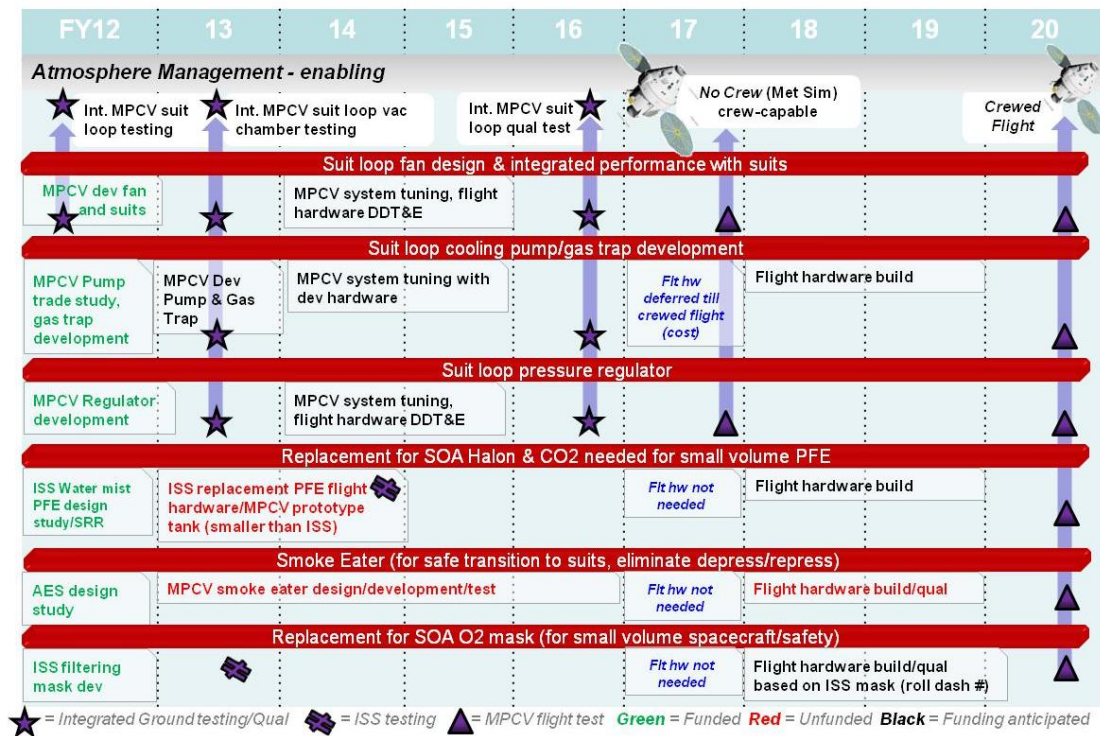 FY12 13 14 15 16 17 18 19 20
Atmosphere Management - enabling
Int. MPCV suit
loop testing
Int. MPCV suit loop vac
chamber testing
Int. MPCV suit
loop qual test
No Crew (Met Sim)
crew-capable
Crewed
Flight
Suit loop fan design & integrated performance with suits
MPCV dev fan
and suits
MPCV system tuning, flight
hardware DDT&E
Suit loop cooling pump/gas trap development
MPCV Pump
trade study,
gas trap
development
MPCV Dev
Pump & Gas
Trap
MPCV system tuning with
dev hardware
Flt hw
deferred till
crewed flight
(cost)
Flight hardware build
Suit loop pressure regulator
MPCV Regulator
development
MPCV system tuning,
flight hardware DDT&E
Replacement for SOA Halon & CO2 needed for small volume PFE
ISS Water mist
PFE design
study/SRR
ISS replacement PFE flight
hardware/MPCV prototype
tank (smaller than ISS)
Flt hw not
needed
Flight hardware build
Smoke Eater (for safe transition to suits, eliminate depress/repress)
AES design
study
MPCV smoke eater design/development/test
Flt hw not
needed
Flight hardware build/qual
Replacement for SOA O2 mask (for small volume spacecraft/safety)
ISS filtering
mask dev
Flt hw not
needed
Flight hardware build/qual
based on ISS mask (roll dash #)
= Integrated Ground testing/Qual = ISS testing = MPCV flight test Green = Funded Red = Unfunded Black = Funding anticipated